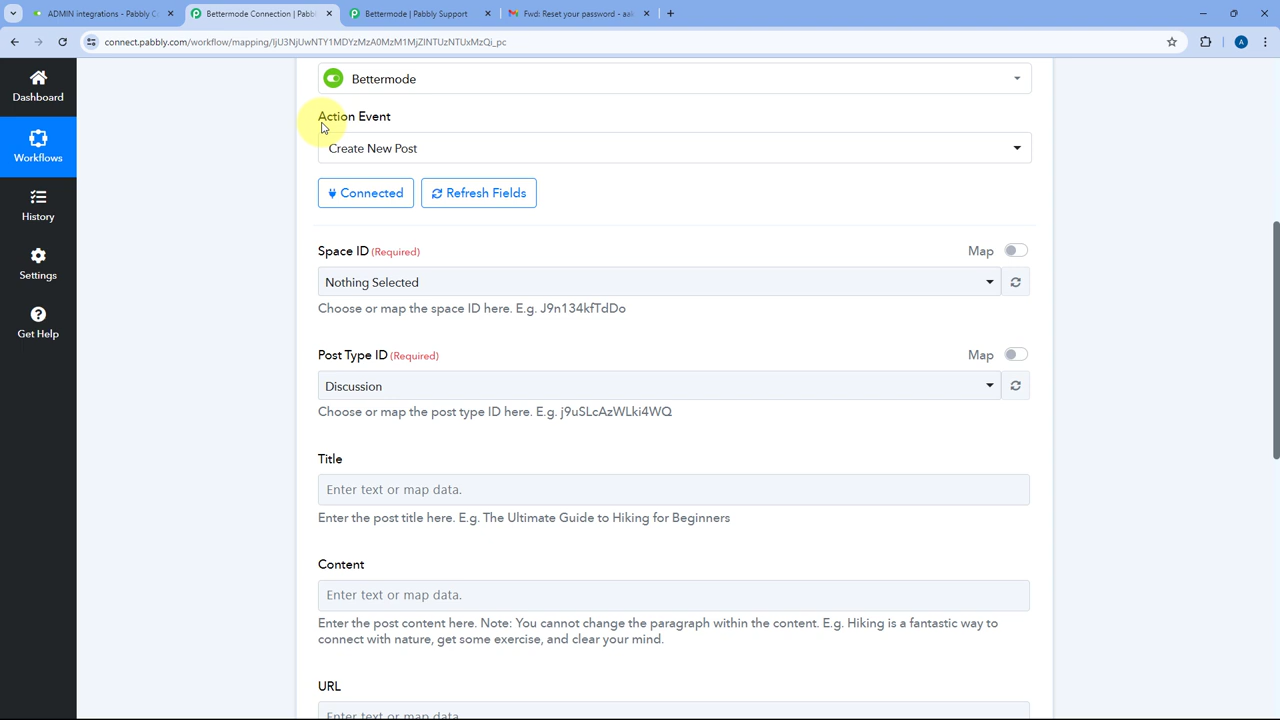 ADMIN integrations - Pabbly C
Bettermode Connection | Pabb
Bettermode | Pabbly Support
Fwd: Reset your password - aa
connect.pabbly.com/workflow/mapping/
A
Dashboard
Workflows
History
Settings
Get Help
Bettermode
Action Event
Create New Post
Connected
Refresh Fields
Space ID (Required)
Map
Nothing Selected
Choose or map the space ID here. E.g. J9n134kfTdDo
Post Type ID (Required)
Map
Discussion
Choose or map the post type ID here. E.g. j9uSLcAzWLki4WQ
Title
Enter text or map data.
Enter the post title here. E.g. The Ultimate Guide to Hiking for Beginners
Content
Enter text or map data.
Enter the post content here. Note: You cannot change the paragraph within the content. E.g. Hiking is a fantastic way to
connect with nature, get some exercise, and clear your mind.
URL
Enter text or map data.